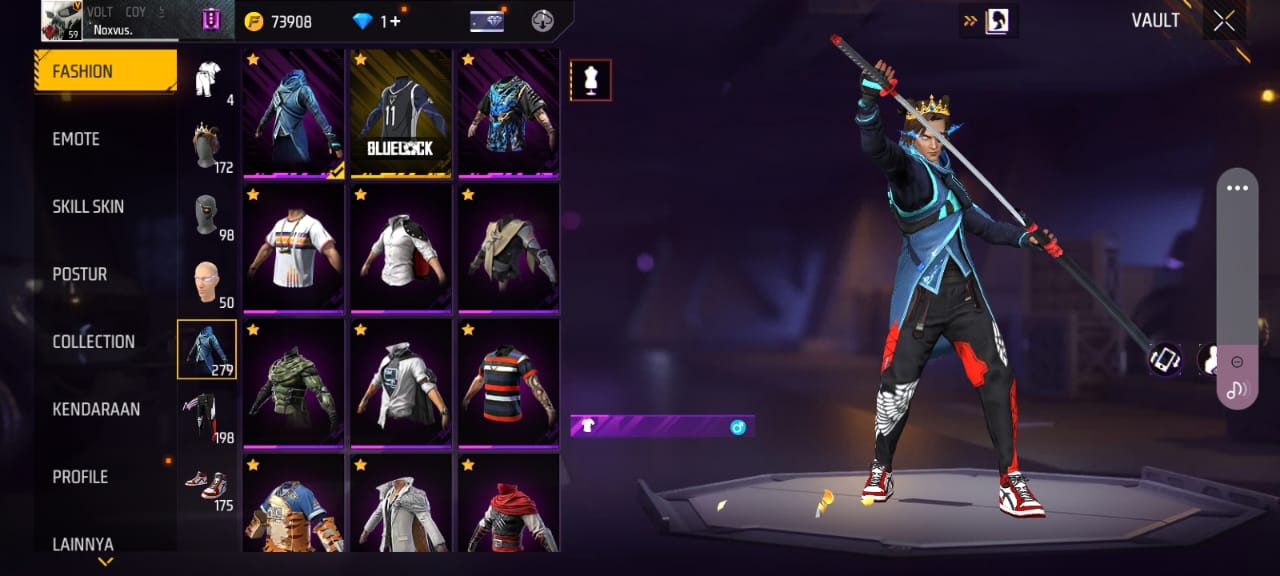 VOLT COY
59
Noxvus.
73908
1+
VAULT
FASHION
EMOTE
SKILL SKIN
POSTUR
COLLECTION
KENDARAAN
PROFILE
LAINNYA
4
172
98
50
279
198
175
11
BLUELOCK